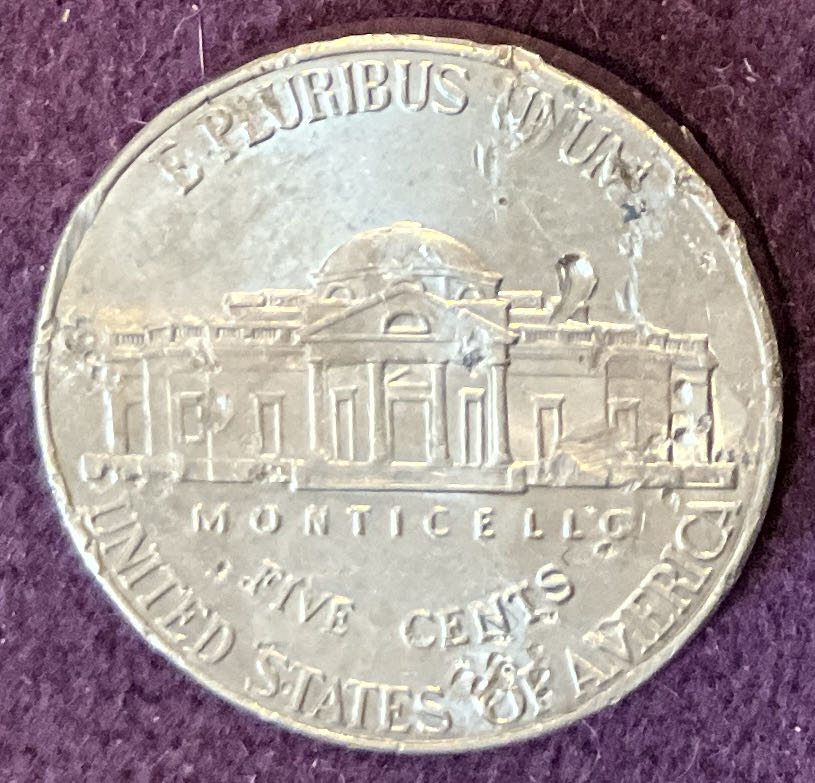 E PLURIBUS UNUM
MONTICELLO
FIVE CENTS
UNITED STATES OF AMERICA